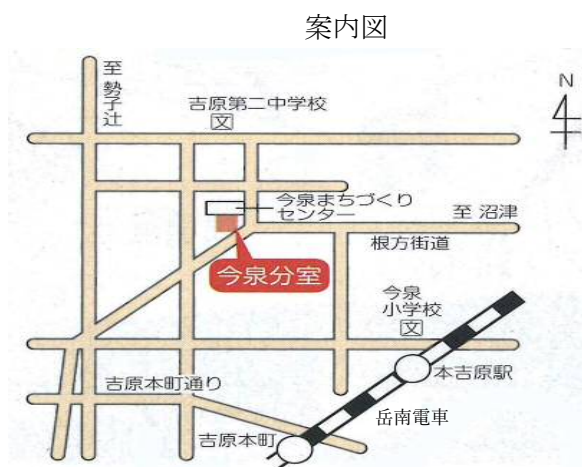 案内図
至勢子辻
N
吉原第二中学校
文
今泉まちづくり
センター
至 沼津
根方街道
今泉分室
今泉
小学校
文
本吉原駅
吉原本町通り
岳南電車
吉原本町